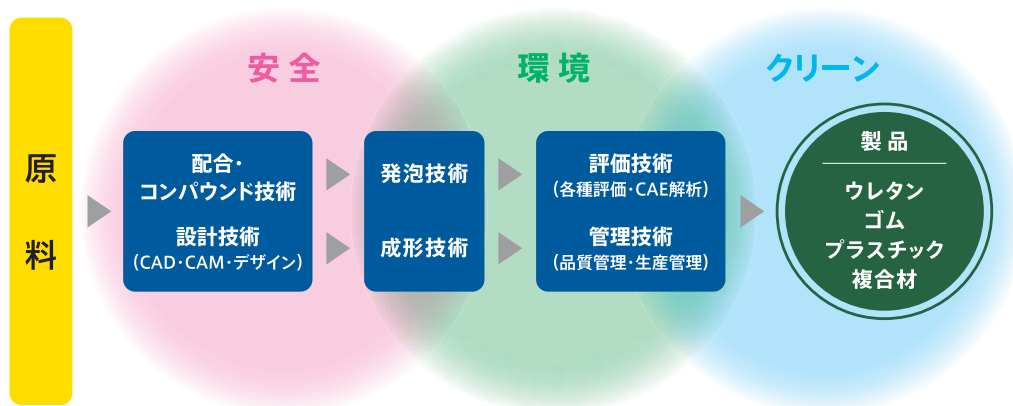 安全
環境
クリーン
原料
配合・
コンパウンド技術
設計技術
(CAD・CAM・デザイン)
発泡技術
成形技術
評価技術
(各種評価・CAE解析)
管理技術
(品質管理・生産管理)
製品
ウレタン
ゴム
プラスチック
複合材